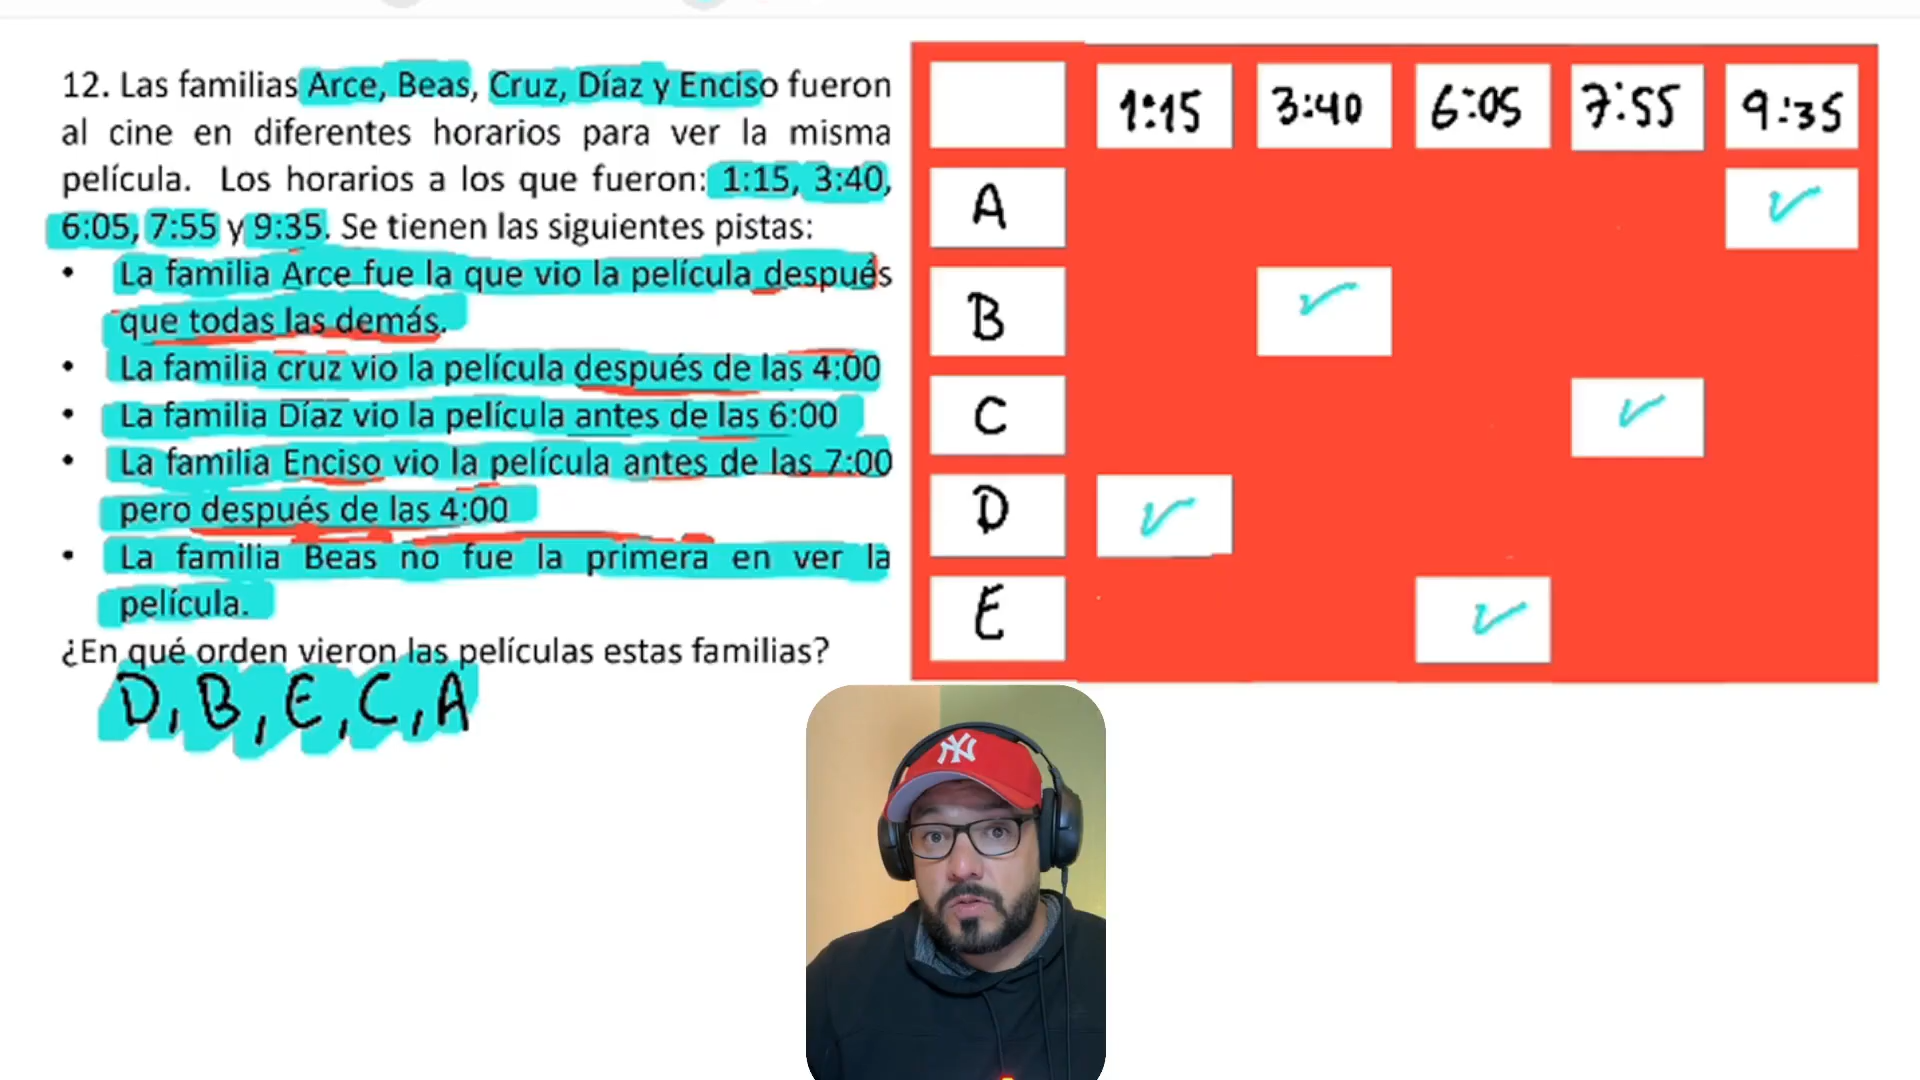 12. Las familias Arce, Beas, Cruz, Díaz y Enciso fueron
al cine en diferentes horarios para ver la misma
película. Los horarios a los que fueron: 1:15, 3:40,
6:05, 7:55 y 9:35. Se tienen las siguientes pistas:
• La familia Arce fue la que vio la película después
que todas las demás.
• La familia cruz vio la película después de las 4:00
• La familia Díaz vio la película antes de las 6:00
• La familia Enciso vio la película antes de las 7:00
pero después de las 4:00
• La familia Beas no fue la primera en ver la
película.
¿En qué orden vieron las películas estas familias?
D, B, E, C, A
1:15 3:40 6:05 7:55 9:35
A
B
C
D
E
NY